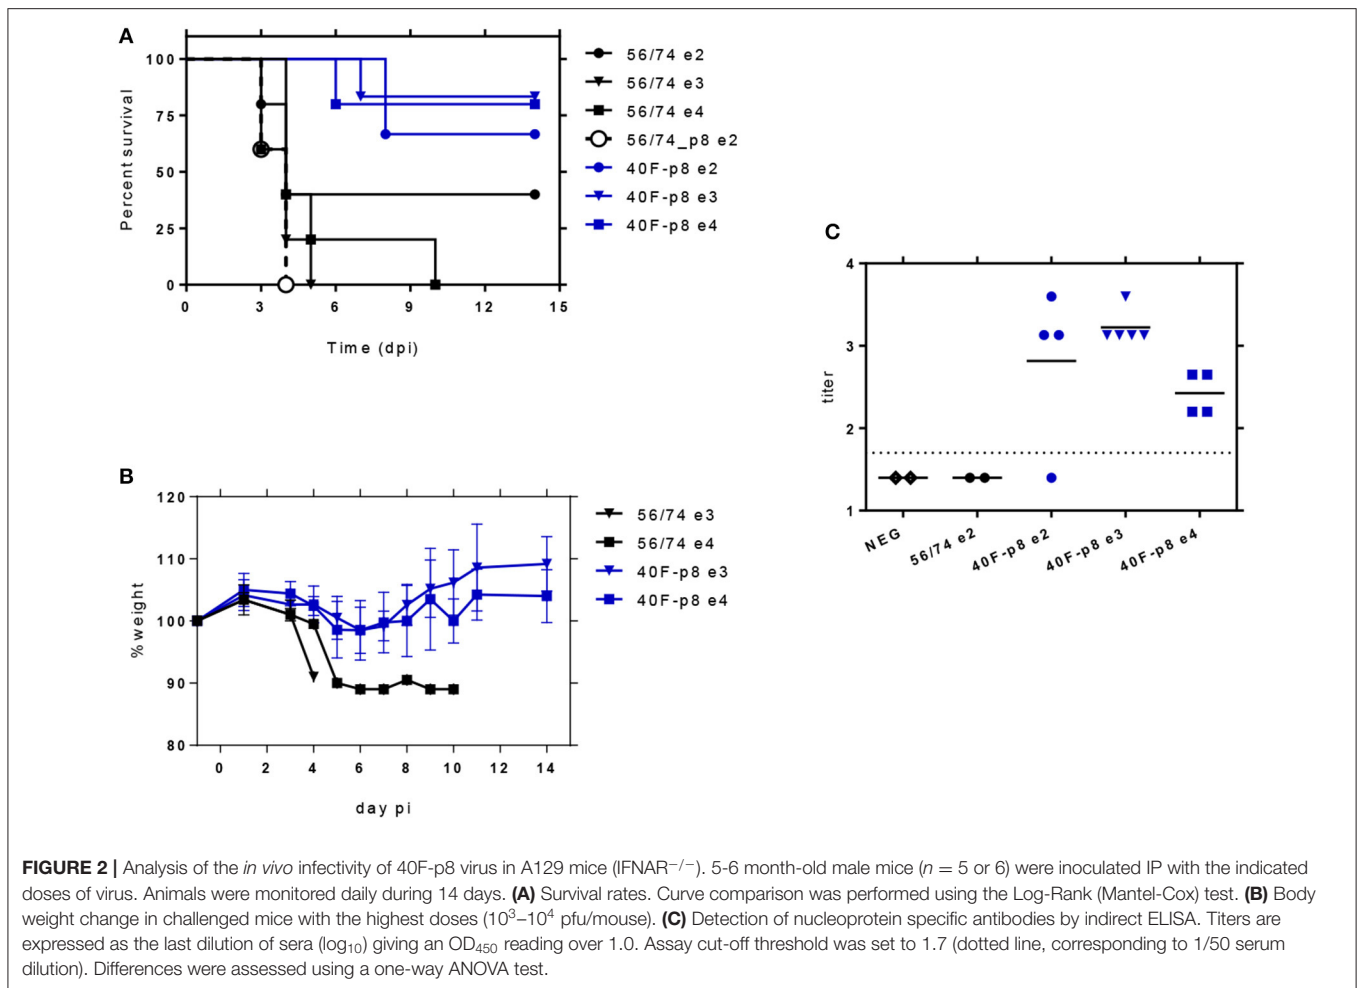 A
100
75
50
25
0
Percent survival
0 3 6 9 12 15
Time (dpi)
56/74 e2
56/74 e3
56/74 e4
56/74_p8 e2
40F-p8 e2
40F-p8 e3
40F-p8 e4
B
120
110
100
90
80
%weight
0 2 4 6 8 10 12 14
day pi
56/74 e3
56/74 e4
40F-p8 e3
40F-p8 e4
C
4
3
2
1
titer
NEG
56/74 e2
40F-p8 e2
40F-p8 e3
40F-p8 e4
FIGURE 2 | Analysis of the in vivo infectivity of 40F-p8 virus in A129 mice (IFNAR−/−). 5-6 month-old male mice (n = 5 or 6) were inoculated IP with the indicated
doses of virus. Animals were monitored daily during 14 days. (A) Survival rates. Curve comparison was performed using the Log-Rank (Mantel-Cox) test. (B) Body
weight change in challenged mice with the highest doses (10³–10⁴ pfu/mouse). (C) Detection of nucleoprotein specific antibodies by indirect ELISA. Titers are
expressed as the last dilution of sera (log₁₀) giving an OD₄₅₀ reading over 1.0. Assay cut-off threshold was set to 1.7 (dotted line, corresponding to 1/50 serum
dilution). Differences were assessed using a one-way ANOVA test.